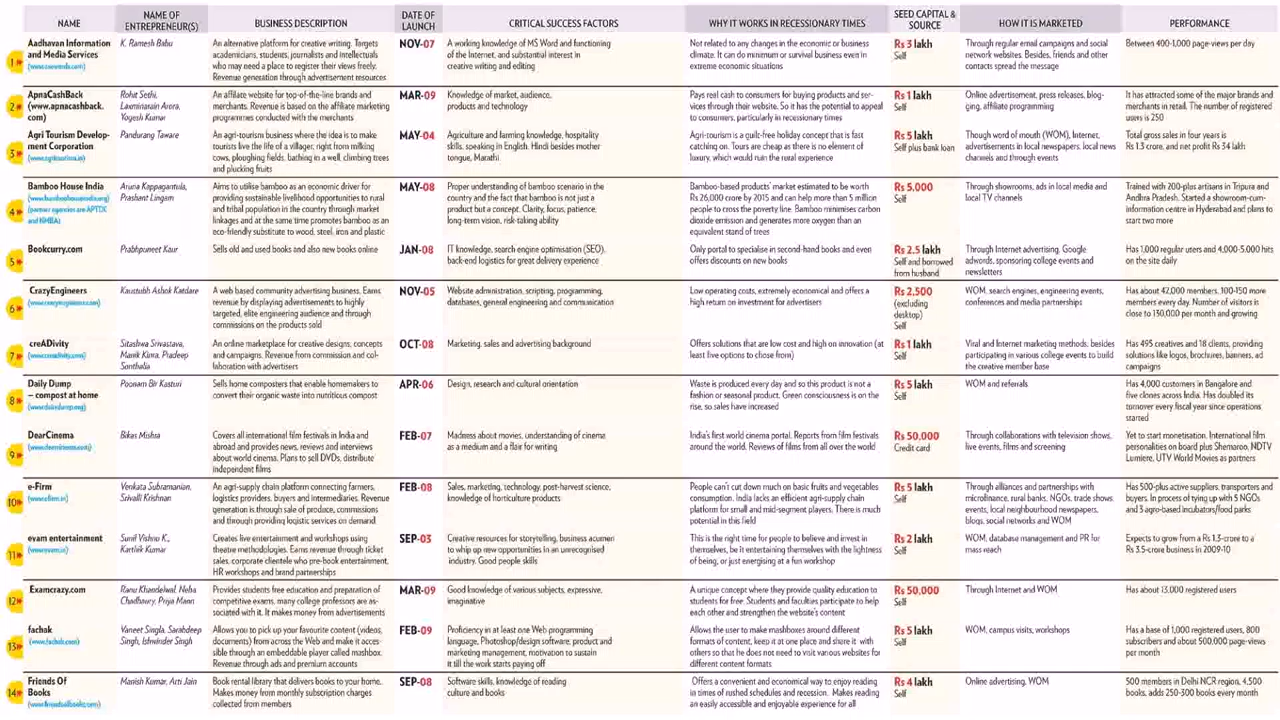 NAME
NAME OF
ENTREPRENEUR(S)
BUSINESS DESCRIPTION
DATE OF
LAUNCH
CRITICAL SUCCESS FACTORS
WHY IT WORKS IN RECESSIONARY TIMES
SEED CAPITAL &
SOURCE
HOW IT IS MARKETED
PERFORMANCE
1
Aadhavan Information
and Media Services
K. Ramesh Babu
An alternative platform for creative writing. Targets
academicians, students, journalists and intellectuals
who may need a place to register their views freely.
Revenue generation through advertisement resources
NOV-07
A working knowledge of MS Word and functioning
of the Internet, and substantial interest in
creative writing and editing
Not related to any changes in the economic or business
climate. It can do minimum or survival business even in
extreme economic situations
Rs 3 lakh
Self
Through regular email campaigns and social
network websites. Besides, friends and other
contacts spread the message
Between 400-1,000 page-views per day
2
ApnaCashBack
(www.apnacashback.
com)
Rohit Sethi,
Laxminarain Arora,
Yogesh Kumar
An affiliate website for top-of-the-line brands and
merchants. Revenue is based on the affiliate marketing
programmes conducted with the merchants
MAR-09
Knowledge of market, audience,
products and technology
Pays reel cash to consumers for buying products and ser-
vices through their website. So it has the potential to appeal
to consumers, particularly in recessionary times
Rs 1 lakh
Self
Online advertisement, press releases, blog-
ging, affiliate programming
It has attracted some of the major brands
and merchants in retail. The number of registered
users is 250
3
Agri Tourism Develop-
ment Corporation
(www.agritourism.in)
Pandurang Taware
An agri-tourism business where the idea is to make
tourists live the life of a villager; right from milking
cows, ploughing fields, bathing in a well, climbing trees
and plucking fruits
MAY-04
Agriculture and farming knowledge, hospitality
skills, speaking in English. Hindi besides mother
tongue, Marathi
Agri-tourism is a guilt-free holiday concept that is fast
catching on. Tours are cheap as there is no element of
luxury, which would ruin the rural experience
Rs 5 lakh
Self plus bank loan
Though word of mouth (WOM), Internet,
advertisements in local newspapers, local news
channels and through events
Total gross sales in four years is
Rs 1.3 crore, and net profit Rs 34 lakh
4
Bamboo House India
(partner agencies are APTDC
and NMBA)
Aruna Kappagantula,
Prashant Lingam
Aims to utilise bamboo as an economic driver for
providing sustainable livelihood opportunities to rural
and tribal population in the country through market
linkages and at the same time promotes bamboo as an
eco-friendly substitute to wood, steel, iron and plastic
MAY-08
Proper understanding of bamboo scenario in the
country and the fact that bamboo is not just a
product but a concept. Clarity, focus, patience,
long-term vision, risk-taking ability
Bamboo-based products' market estimated to be worth
Rs 26,000 crore by 2015 and can help more than 5 million
people to cross the poverty line. Bamboo minimises carbon
dioxide emission and generates more oxygen than an
equivalent stand of trees
Rs 5,000
Self
Through showrooms, ads in local media and
local TV channels
Trained with 200-plus artisans in Tripura and
Andhra Pradesh. Started a showroom-cum-
information centre in Hyderabad and plans to
start two more
5
Bookcurry.com
Prabhpuneet Kaur
Sells old and used books and also new books online
JAN-08
IT knowledge, search engine optimisation (SEO),
back-end logistics for great delivery experience
Only portal to specialise in second-hand books and even
offers discounts on new books
Rs 2.5 lakh
Self and borrowed
from husband
Through Internet advertising, Google
adwords, sponsoring college events and
newsletters
Has 1,000 regular users and 4,000-5,000 hits
on the site daily
6
CrazyEngineers
(www.crazyengineers.com)
Kaustubh Ashok Katdare
A web based community advertising business. Earns
revenue by displaying advertisements to highly
targeted, elite engineering audience and through
commissions on the products sold
NOV-05
Website administration, scripting, programming,
databases, general engineering and communication
Low operating costs, extremely economical and offers a
high return on investment for advertisers
Rs 2,500
(excluding
desktop)
Self
WOM, search engines, engineering events,
conferences and media partnerships
Has about 42,000 members, 100-150 more
members every day. Number of visitors is
close to 130,000 per month and growing
7
creADivity
(www.creadivity.com)
Sitashwa Srivastava,
Manik Kinra, Pradeep
Sonthalia
An online marketplace for creative designs, concepts
and campaigns. Revenue from commission and col-
laboration with advertisers
OCT-08
Marketing, sales and advertising background
Offers solutions that are low cost and high on innovation (at
least live options to chose from)
Rs 1 lakh
Self
Viral and Internet marketing methods, besides
participating in various college events to build
the creative member base
Has 495 creatives and 18 clients, providing
solutions like logos, brochures, banners, ad
campaigns
8
Daily Dump
– compost at home
(www.dailydump.org)
Poonam Bir Kasturi
Sells home composters that enable homemakers to
convert their organic waste into nutritious compost
APR-06
Design, research and cultural orientation
Waste is produced every day and so this product is not a
fashion or seasonal product. Green consciousness is on the
rise, so sales have increased
Rs 5 lakh
Self
WOM and referrals
Has 4,000 customers in Bangalore and
five clones across India. Has doubled its
turnover every fiscal year since operations
started
9
DearCinema
(www.dearcinema.com)
Bikas Mishra
Covers all international film festivals in India and
abroad and provides news, reviews and interviews
about world cinema. Plans to sell DVDs, distribute
independent films
FEB-07
Madness about movies, understanding of cinema
as a medium and a flair for writing
India's first world cinema portal. Reports from film festivals
around the world. Reviews of films from all over the world
Rs 50,000
Credit card
Through collaborations with television shows,
live events, films and screening
Yet to start monetisation. International film
personalities on board plus Shemaroo, NDTV
Lumiere, UTV World Movies as partners
10
e-Firm
(www.efirm.in)
Venkata Subramanian,
Srivalli Krishnan
An agri-supply chain platform connecting farmers,
logistics providers, buyers and intermediaries. Revenue
generation is through sale of produce, commissions
and through providing logistic services on demand
FEB-08
Sales, marketing, technology, post-harvest science,
knowledge of horticulture products
People can't cut down much on basic fruits and vegetables
consumption. India lacks an efficient agri-supply chain
platform for small and mid-segment players. There is much
potential in this field
Rs 5 lakh
Self
Through alliances and partnerships with
microfinance, rural banks, NGOs, trade shows
events, local neighbourhood newspapers,
blogs, social networks and WOM
Has 500-plus active suppliers, transporters and
buyers. In process of tying up with 5 NGOs
and 3 agro-based incubators/food parks
11
evam entertainment
(www.evam.in)
Sunil Vishnu K.,
Karthik Kumar
Creates live entertainment and workshops using
theatre methodologies. Earns revenue through ticket
sales, corporate clientele who pre-book entertainment,
HR workshops and brand partnerships
SEP-03
Creative resources for storytelling, business acumen
to whip up new opportunities in an unrecognised
industry. Good people skills
This is the right time for people to believe and invest in
themselves, be it entertaining themselves with the lightness
of being, or just energising at a fun workshop
Rs 2 lakh
Self
WOM, database management and PR for
mass reach
Expects to grow from a Rs 1.3-crore to a
Rs 3.5-crore business in 2009-10
12
Examcrazy.com
Ranu Khandelwal, Neha
Chadhaury, Priya Mann
Provides students free education and preparation of
competitive exams. many college professors are as-
sociated with it. It makes money from advertisements
MAR-09
Good knowledge of various subjects, expressive,
imaginative
A unique concept where they provide quality education to
students for free. Students and faculties participate to help
each other and strengthen the website's content
Rs 50,000
Self
Through Internet and WOM
Has about 13,000 registered users
13
fachak
(www.fachak.com)
Vaneet Singla, Sarabdeep
Singh, Ishwinder Singh
Allows you to pick up your favourite content (videos,
documents) from across the Web and make it acces-
sible through an embeddable player called mashbox.
Revenue through ads and premium accounts
FEB-09
Proficiency in at least one Web programming
language, Photoshop/design software, product and
marketing management, motivation to sustain
it till the work starts paying off
Allows the user to make mashboxes around different
formats of content, keep it at one place and share it with
others so that he does not need to visit various websites for
different content formats
Rs 5 lakh
Self
WOM, campus visits, workshops
Has a base of 1,000 registered users, 800
subscribers and about 500,000 page-views
per month
14
Friends Of
Books
(www.friendsofbooks.com)
Manish Kumar, Arti Jain
Book rental library that delivers books to your home.
Makes money from monthly subscription charges
collected from members
SEP-08
Software skills, knowledge of reading
culture and books
Offers a convenient and economical way to enjoy reading
in times of rushed schedules and recession. Makes reading
an easily accessible and enjoyable experience for all
Rs 4 lakh
Self
Online advertising, WOM
500 members in Delhi NCR region, 4,500
books, adds 250-300 books every month